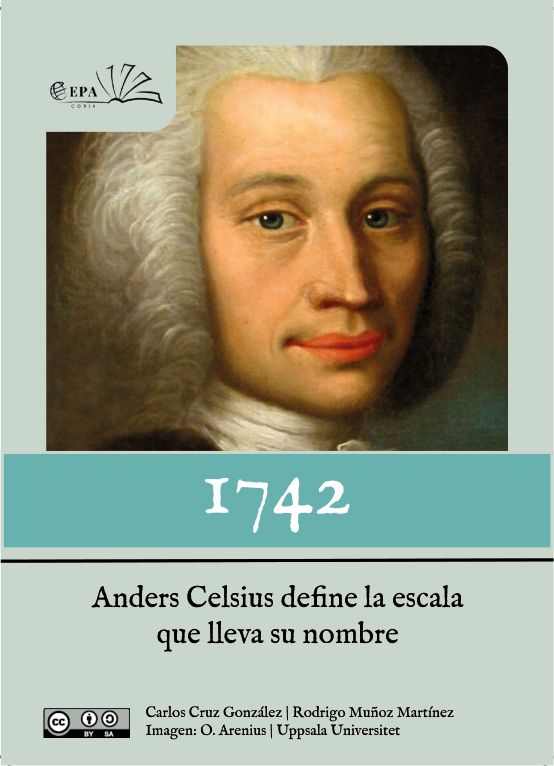 EPA
CORIA
1742
Anders Celsius define la escala
que lleva su nombre
Carlos Cruz González | Rodrigo Muñoz Martínez
Imagen: O. Arenius | Uppsala Universitet
cc
BY SA